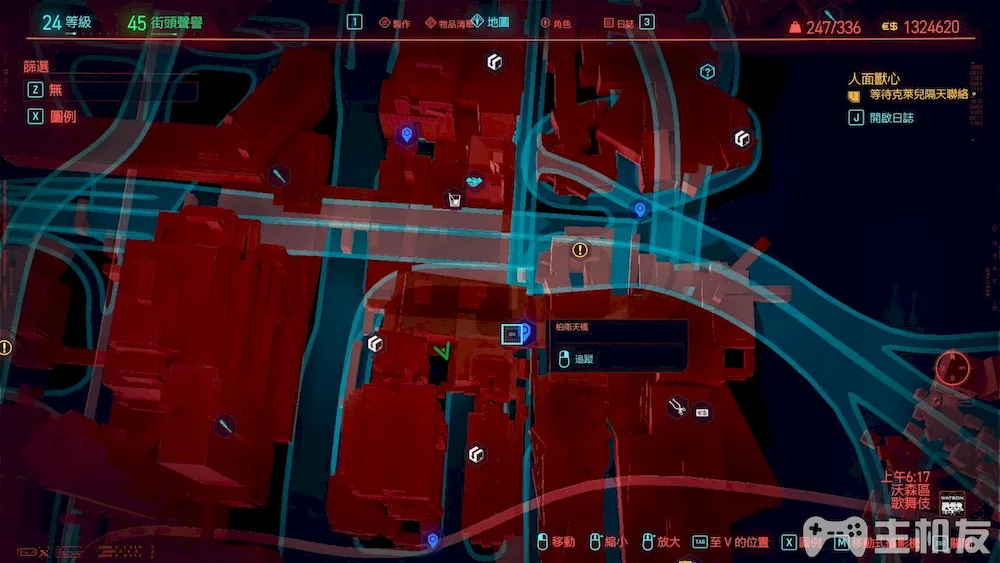 24 等級
45 街頭聲譽
1
製作
物品清單
地圖
角色
日誌
3
247/336
€$ 1324620
篩選
Z 無
X 圖例
人面獸心
等待克萊兒隔天聯絡
J 開啟日誌
柏衛天橋
追蹤
€$
N
上午6:17
沃森區
歌舞伎
WATSON
移動
縮小
放大
TAB 至 V 的位置
X 圖例
M
主机友